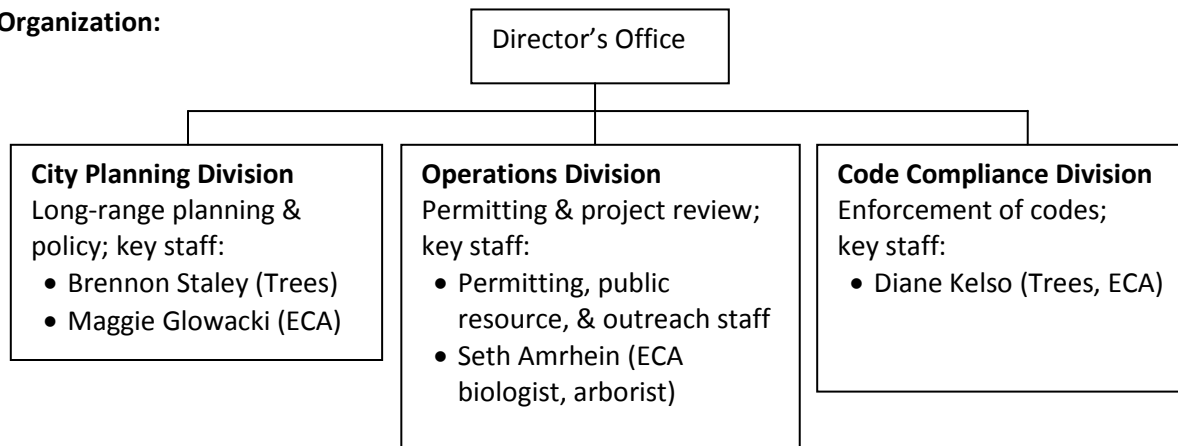 Organization:
Director’s Office
City Planning Division
Long-range planning &
policy; key staff:
• Brennon Staley (Trees)
• Maggie Glowacki (ECA)
Operations Division
Permitting & project review;
key staff:
• Permitting, public
resource, & outreach staff
• Seth Amrhein (ECA
biologist, arborist)
Code Compliance Division
Enforcement of codes;
key staff:
• Diane Kelso (Trees, ECA)